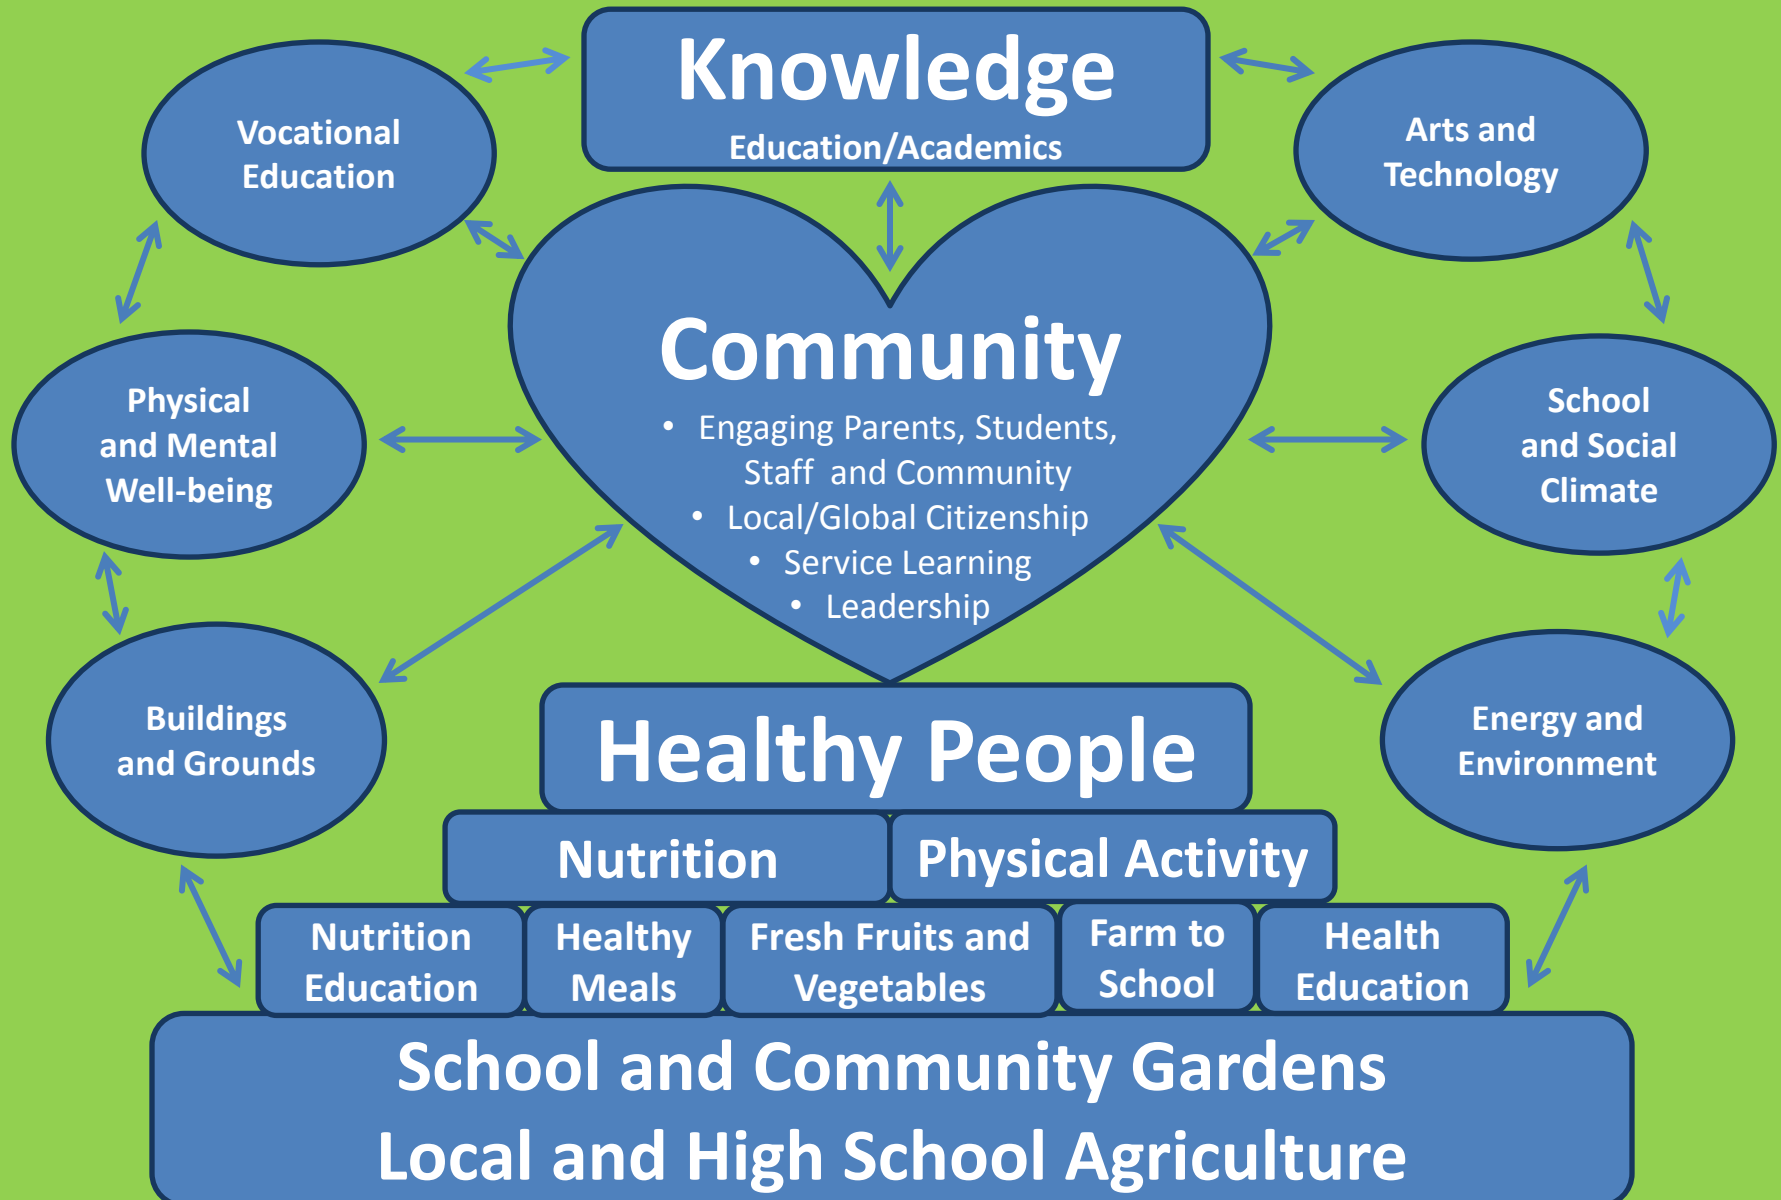 Knowledge
Education/Academics
Vocational
Education
Arts and
Technology
Community
• Engaging Parents, Students,
Staff and Community
• Local/Global Citizenship
• Service Learning
• Leadership
Physical
and Mental
Well-being
School
and Social
Climate
Buildings
and Grounds
Energy and
Environment
Healthy People
Nutrition
Physical Activity
Nutrition
Education
Healthy
Meals
Fresh Fruits and
Vegetables
Farm to
School
Health
Education
School and Community Gardens
Local and High School Agriculture